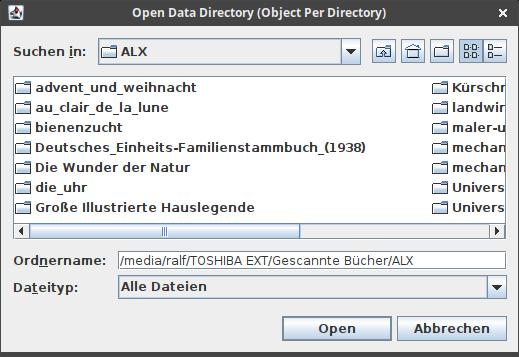 Open Data Directory (Object Per Directory)
Suchen in: ALX
advent_und_weihnacht
au_clair_de_la_lune
bienenzucht
Deutsches_Einheits-Familienstammbuch_(1938)
Die Wunder der Natur
die_uhr
Große Illustrierte Hauslegende
Kürschr
landwir
maler-u
mechan
mechan
Univers
Univers
Ordnername: /media/ralf/TOSHIBA EXT/Gescannte Bücher/ALX
Dateityp: Alle Dateien
Open Abbrechen